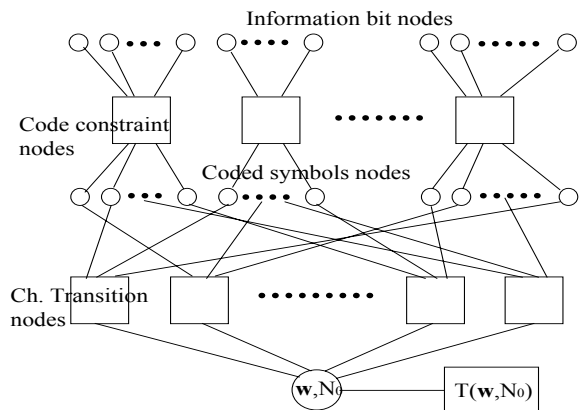 Information bit nodes
Code constraint
nodes
Coded symbols nodes
Ch. Transition
nodes
w,N₀
T(w,N₀)